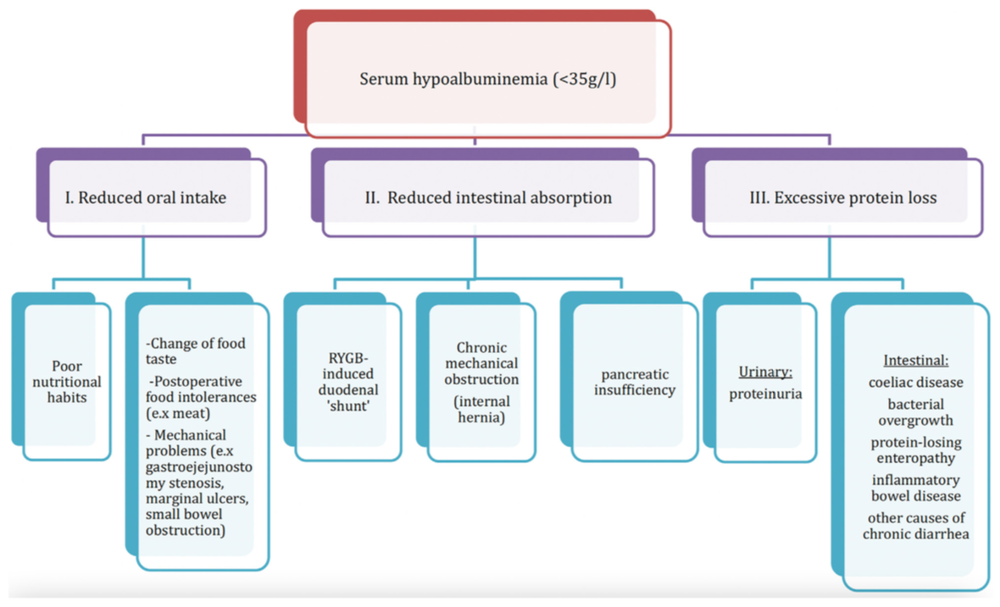 Serum hypoalbuminemia (<35g/l)
I. Reduced oral intake
II. Reduced intestinal absorption
III. Excessive protein loss
Poor
nutritional
habits
-Change of food
taste
-Postoperative
food intolerances
(e.x meat)
- Mechanical
problems (e.x
gastroejejunosto
my stenosis,
marginal ulcers,
small bowel
obstruction)
RYGB-
induced
duodenal
'shunt'
Chronic
mechanical
obstruction
(internal
hernia)
pancreatic
insufficiency
Urinary:
proteinuria
Intestinal:
coeliac disease
bacterial
overgrowth
protein-losing
enteropathy
inflammatory
bowel disease
other causes of
chronic diarrhea